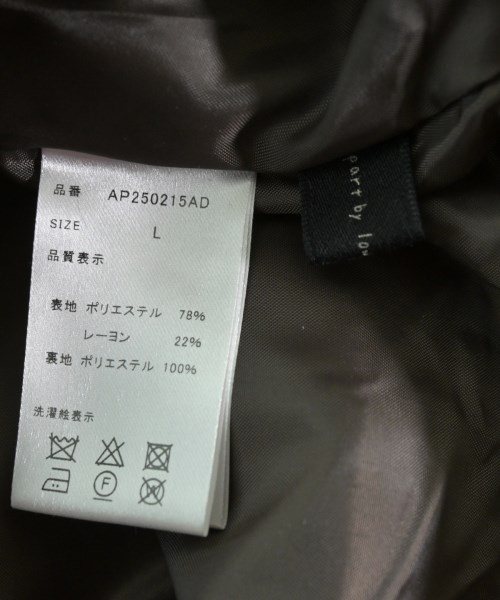 品番 AP250215AD
SIZE L
品質表示
表地 ポリエステル 78%
レーヨン 22%
裏地 ポリエステル 100%
洗濯絵表示
F
part by